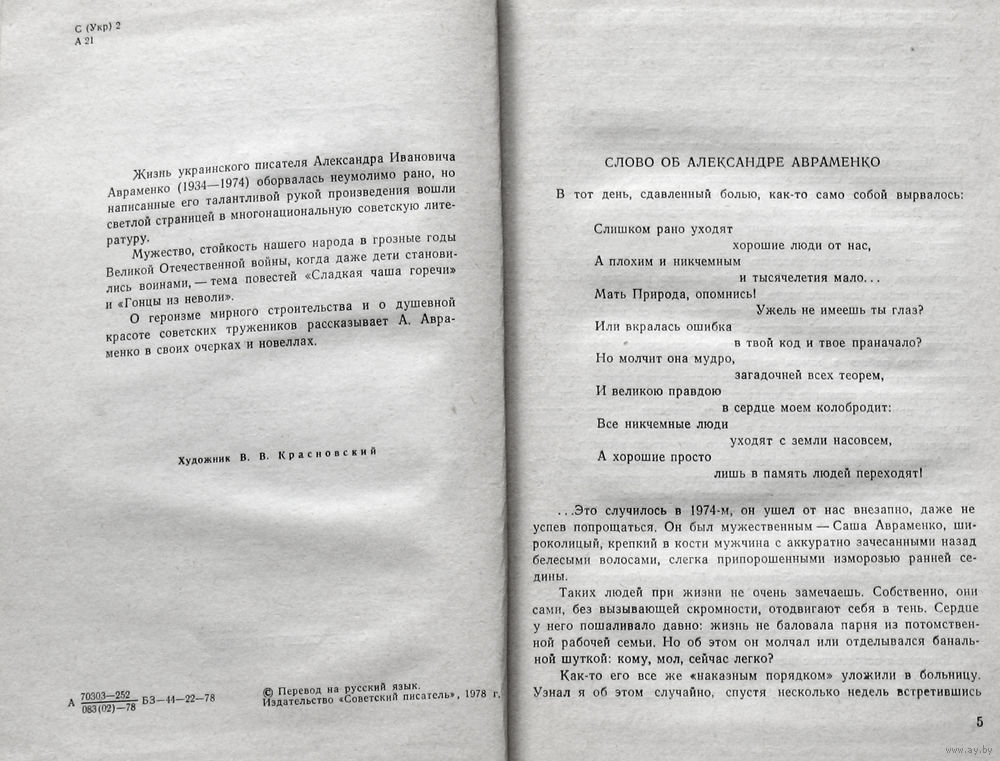 С (Укр) 2
А 21
Жизнь украинского писателя Александра Ивановича
Авраменко (1934—1974) оборвалась неумолимо рано, но
написанные его талантливой рукой произведения вошли
светлой страницей в многонациональную советскую лите-
ратуру.
Мужество, стойкость нашего народа в грозные годы
Великой Отечественной войны, когда даже дети станови-
лись воинами, — тема повестей «Сладкая чаша горечи»
и «Гонцы из неволи».
О героизме мирного строительства и о душевной
красоте советских тружеников рассказывает А. Авра-
менко в своих очерках и новеллах.
Художник В. В. Красновский
А 70303—252
083(02)—78 БЗ—44—22—78
© Перевод на русский язык.
Издательство «Советский писатель», 1978 г.
СЛОВО ОБ АЛЕКСАНДРЕ АВРАМЕНКО
В тот день, сдавленный болью, как-то само собой вырвалось:
Слишком рано уходят
хорошие люди от нас,
А плохим и никчемным
и тысячелетия мало...
Мать Природа, опомнись!
Ужель не имеешь ты глаз?
Или вкралась ошибка
в твой код и твое праначало?
Но молчит она мудро,
загадочней всех теорем,
И великою правдою
в сердце моем колобродит:
Все никчемные люди
уходят с земли насовсем,
А хорошие просто
лишь в память людей переходят!
...Это случилось в 1974-м, он ушел от нас внезапно, даже не
успев попрощаться. Он был мужественным — Саша Авраменко, ши-
роколицый, крепкий в кости мужчина с аккуратно зачесанными назад
белесыми волосами, слегка припорошенными изморозью ранней се-
дины.
Таких людей при жизни не очень замечаешь. Собственно, они
сами, без вызывающей скромности, отодвигают себя в тень. Сердце
у него пошаливало давно: жизнь не баловала парня из потомствен-
ной рабочей семьи. Но об этом он молчал или отделывался баналь-
ной шуткой: кому, мол, сейчас легко?
Как-то его все же «наказным порядком» уложили в больницу.
Узнал я об этом случайно, спустя несколько недель встретившись
5
www.ay.by